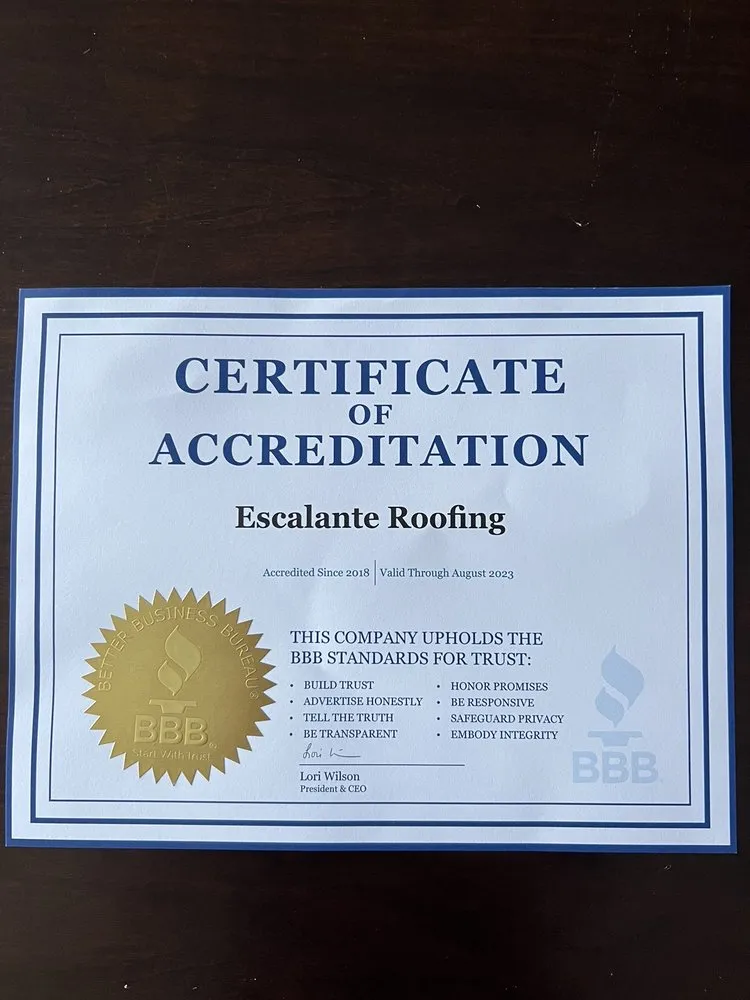 CERTIFICATE
OF
ACCREDITATION
Escalante Roofing
Accredited Since 2018 | Valid Through August 2023
BETTER BUSINESS BUREAU®
BBB®
Start With Trust®
THIS COMPANY UPHOLDS THE
BBB STANDARDS FOR TRUST:
• BUILD TRUST
• ADVERTISE HONESTLY
• TELL THE TRUTH
• BE TRANSPARENT
• HONOR PROMISES
• BE RESPONSIVE
• SAFEGUARD PRIVACY
• EMBODY INTEGRITY
Lori Wilson
President & CEO
BBB